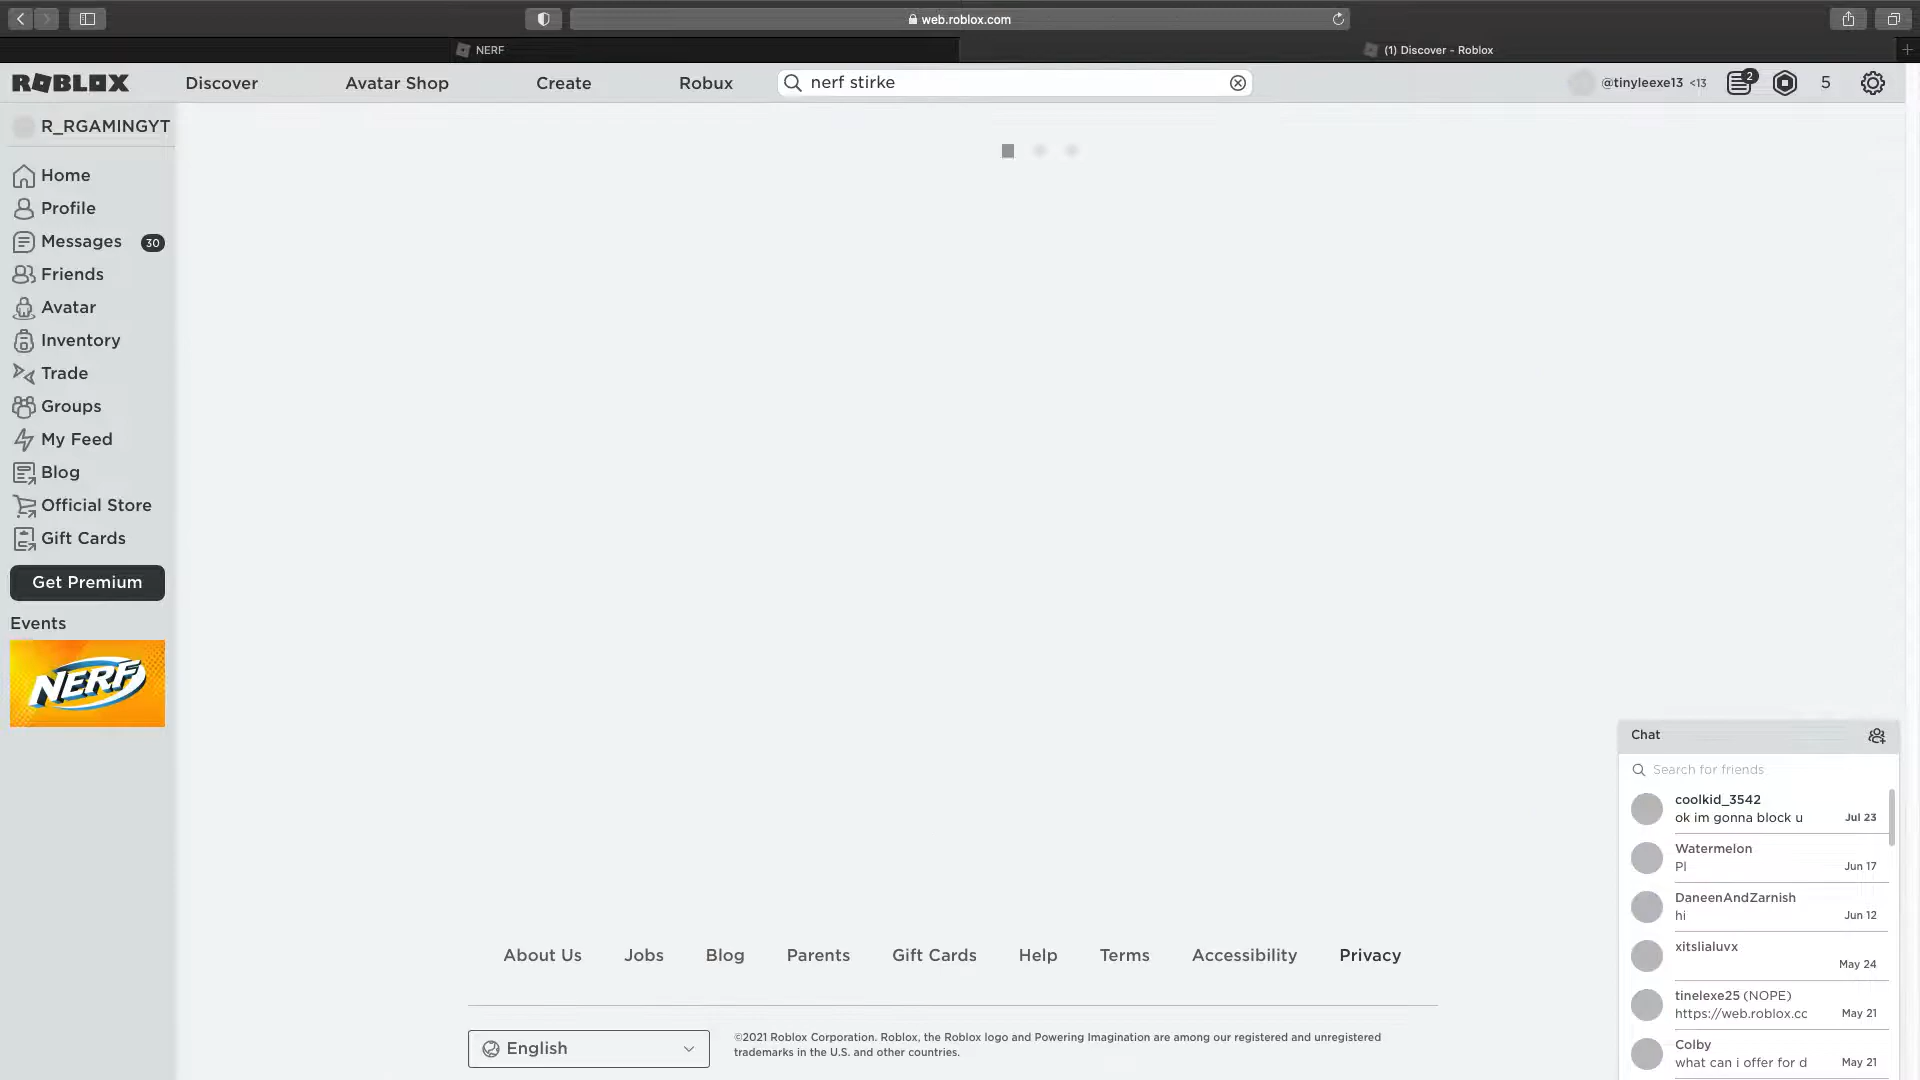 web.roblox.com
NERF
(1) Discover - Roblox
ROBLOX
Discover
Avatar Shop
Create
Robux
nerf stirke
@tinyleexe13 <13
2
5
R_RGAMINGYT
Home
Profile
Messages 30
Friends
Avatar
Inventory
Trade
Groups
My Feed
Blog
Official Store
Gift Cards
Get Premium
Events
NERF
Chat
Search for friends
coolkid_3542
ok im gonna block u Jul 23
Watermelon
Pl Jun 17
DaneenAndZarnish
hi Jun 12
xitslialuvx
May 24
tinelexe25 (NOPE)
https://web.roblox.cc May 21
Colby
what can i offer for d May 21
About Us Jobs Blog Parents Gift Cards Help Terms Accessibility Privacy
English
©2021 Roblox Corporation. Roblox, the Roblox logo and Powering Imagination are among our registered and unregistered
trademarks in the U.S. and other countries.